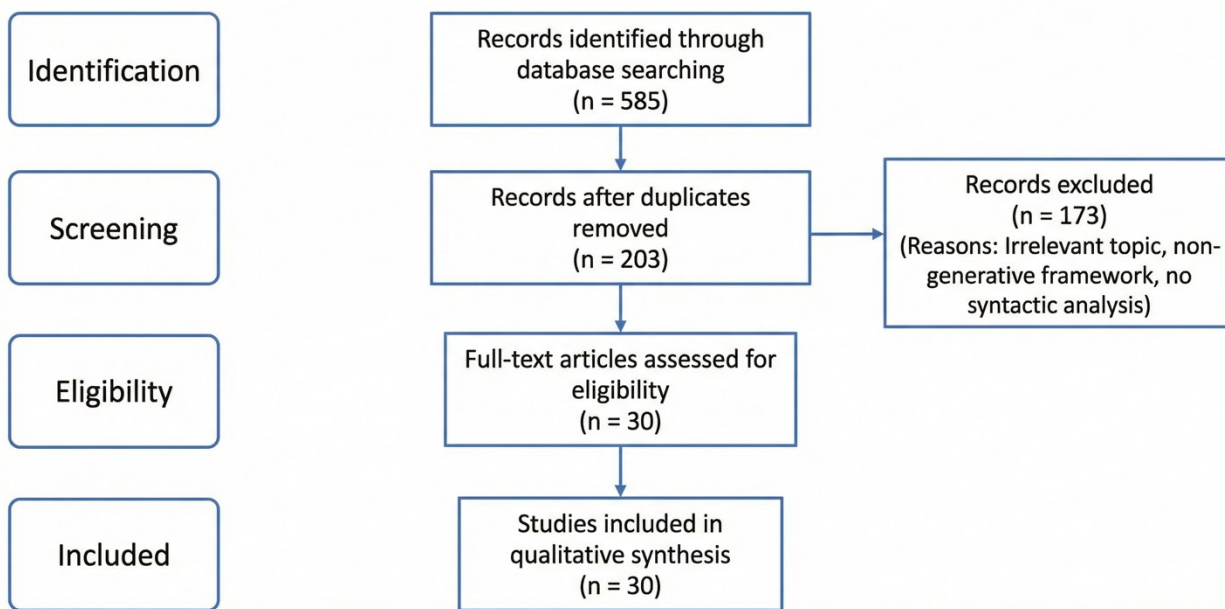 Identification
Records identified through
database searching
(n = 585)
Screening
Records after duplicates
removed
(n = 203)
Records excluded
(n = 173)
(Reasons: Irrelevant topic, non-
generative framework, no
syntactic analysis)
Eligibility
Full-text articles assessed for
eligibility
(n = 30)
Included
Studies included in
qualitative synthesis
(n = 30)